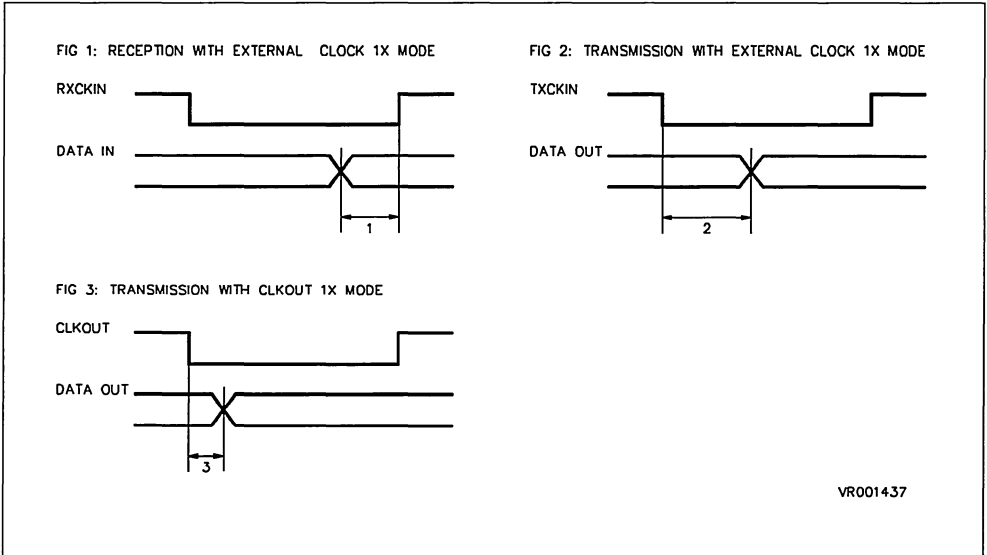 FIG 1: RECEPTION WITH EXTERNAL CLOCK 1X MODE
RXCKIN
DATA IN
1
FIG 2: TRANSMISSION WITH EXTERNAL CLOCK 1X MODE
TXCKIN
DATA OUT
2
FIG 3: TRANSMISSION WITH CLKOUT 1X MODE
CLKOUT
DATA OUT
3
VR001437